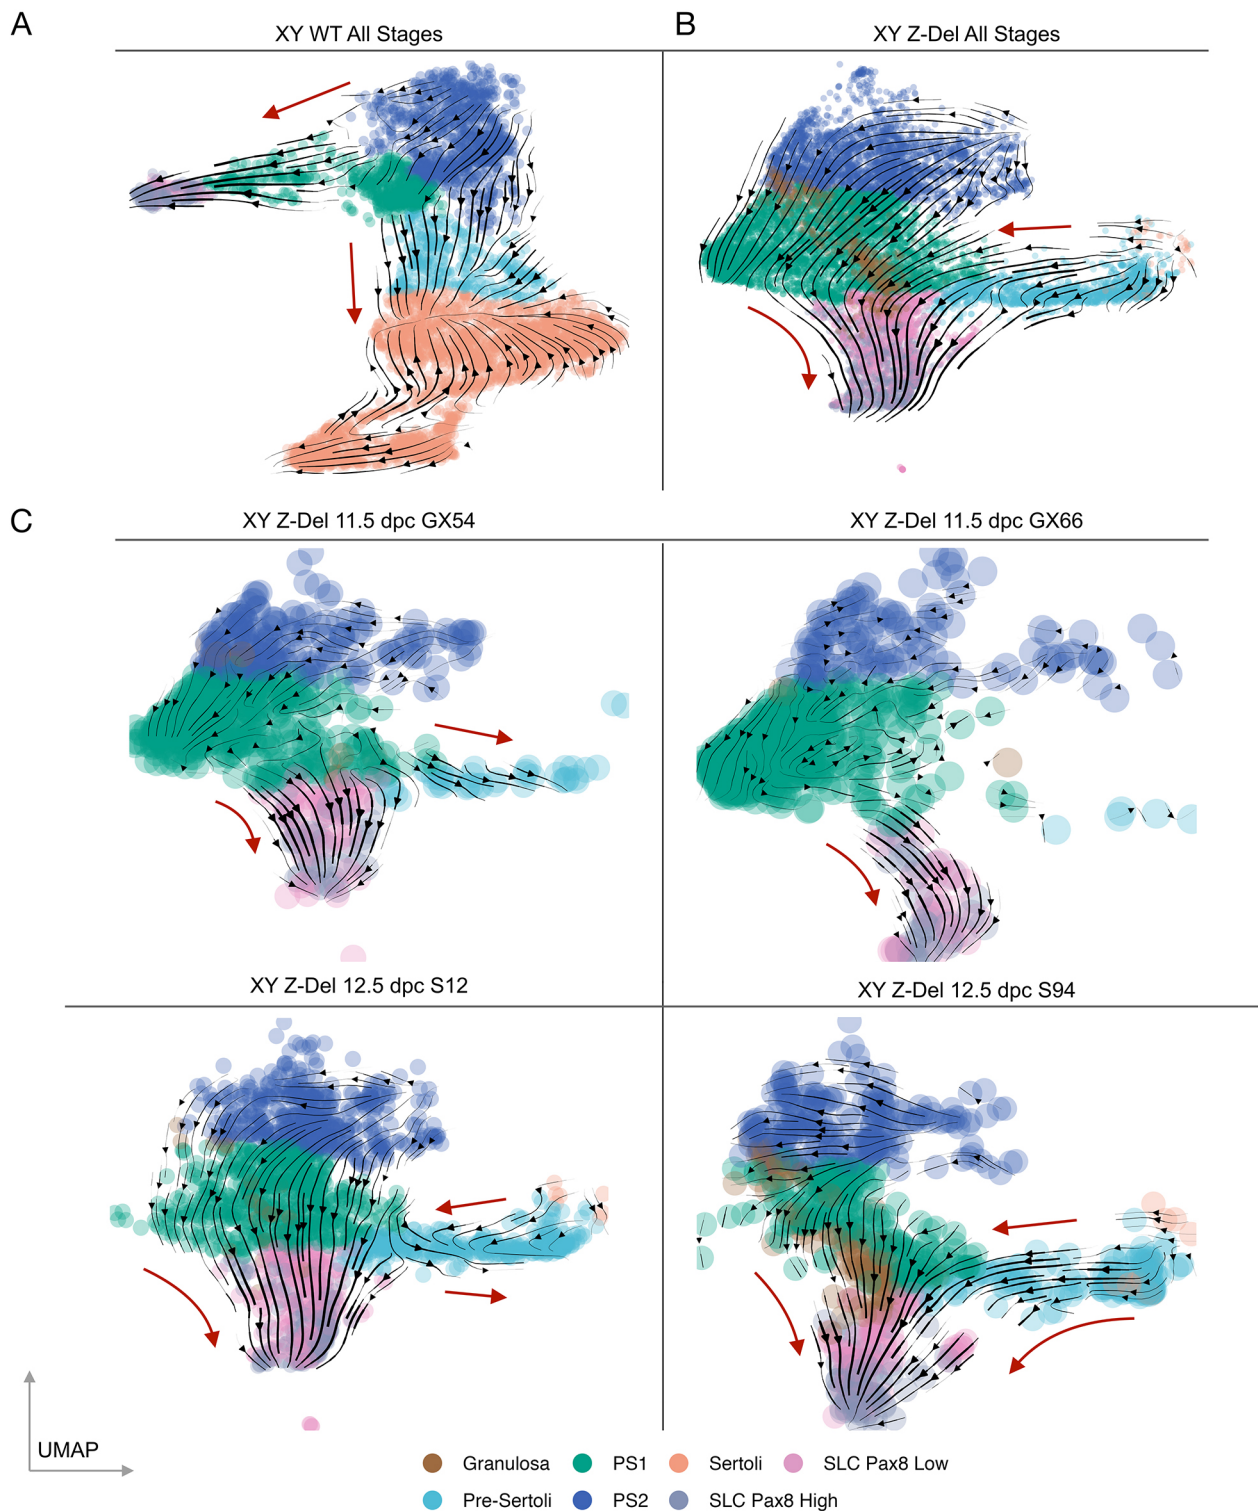 A
XY WT All Stages
B
XY Z-Del All Stages
C
XY Z-Del 11.5 dpc GX54
XY Z-Del 11.5 dpc GX66
XY Z-Del 12.5 dpc S12
XY Z-Del 12.5 dpc S94
UMAP
Granulosa
PS1
Sertoli
SLC Pax8 Low
Pre-Sertoli
PS2
SLC Pax8 High